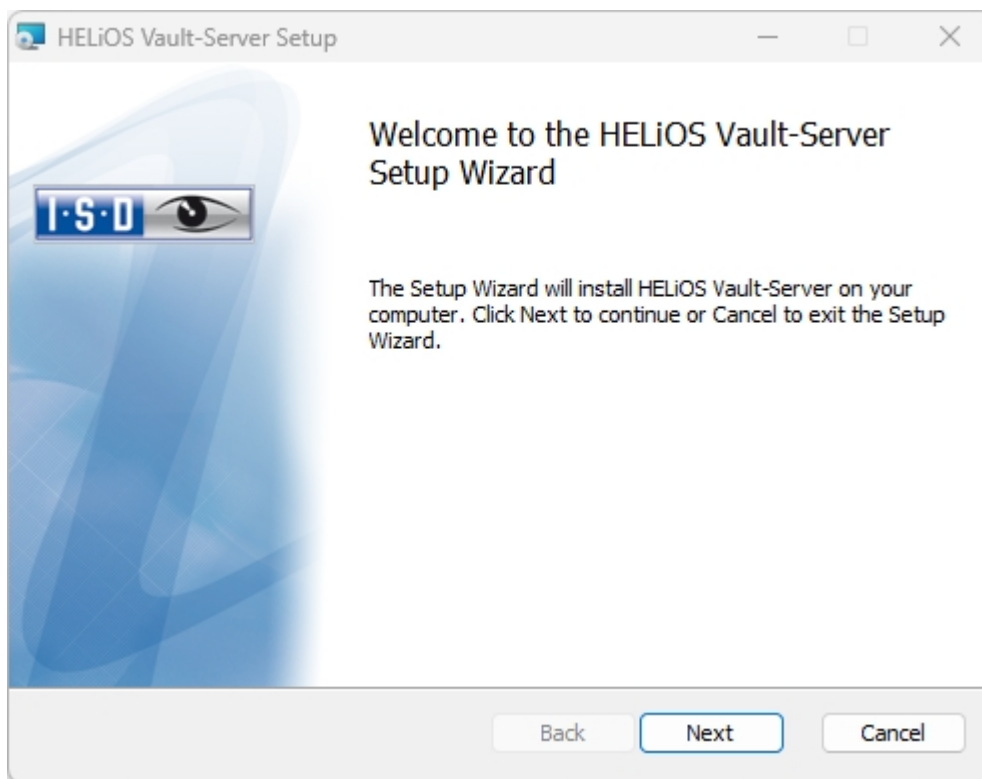 HELiOS Vault-Server Setup
Welcome to the HELiOS Vault-Server
Setup Wizard
I·S·D
The Setup Wizard will install HELiOS Vault-Server on your
computer. Click Next to continue or Cancel to exit the Setup
Wizard.
Back
Next
Cancel